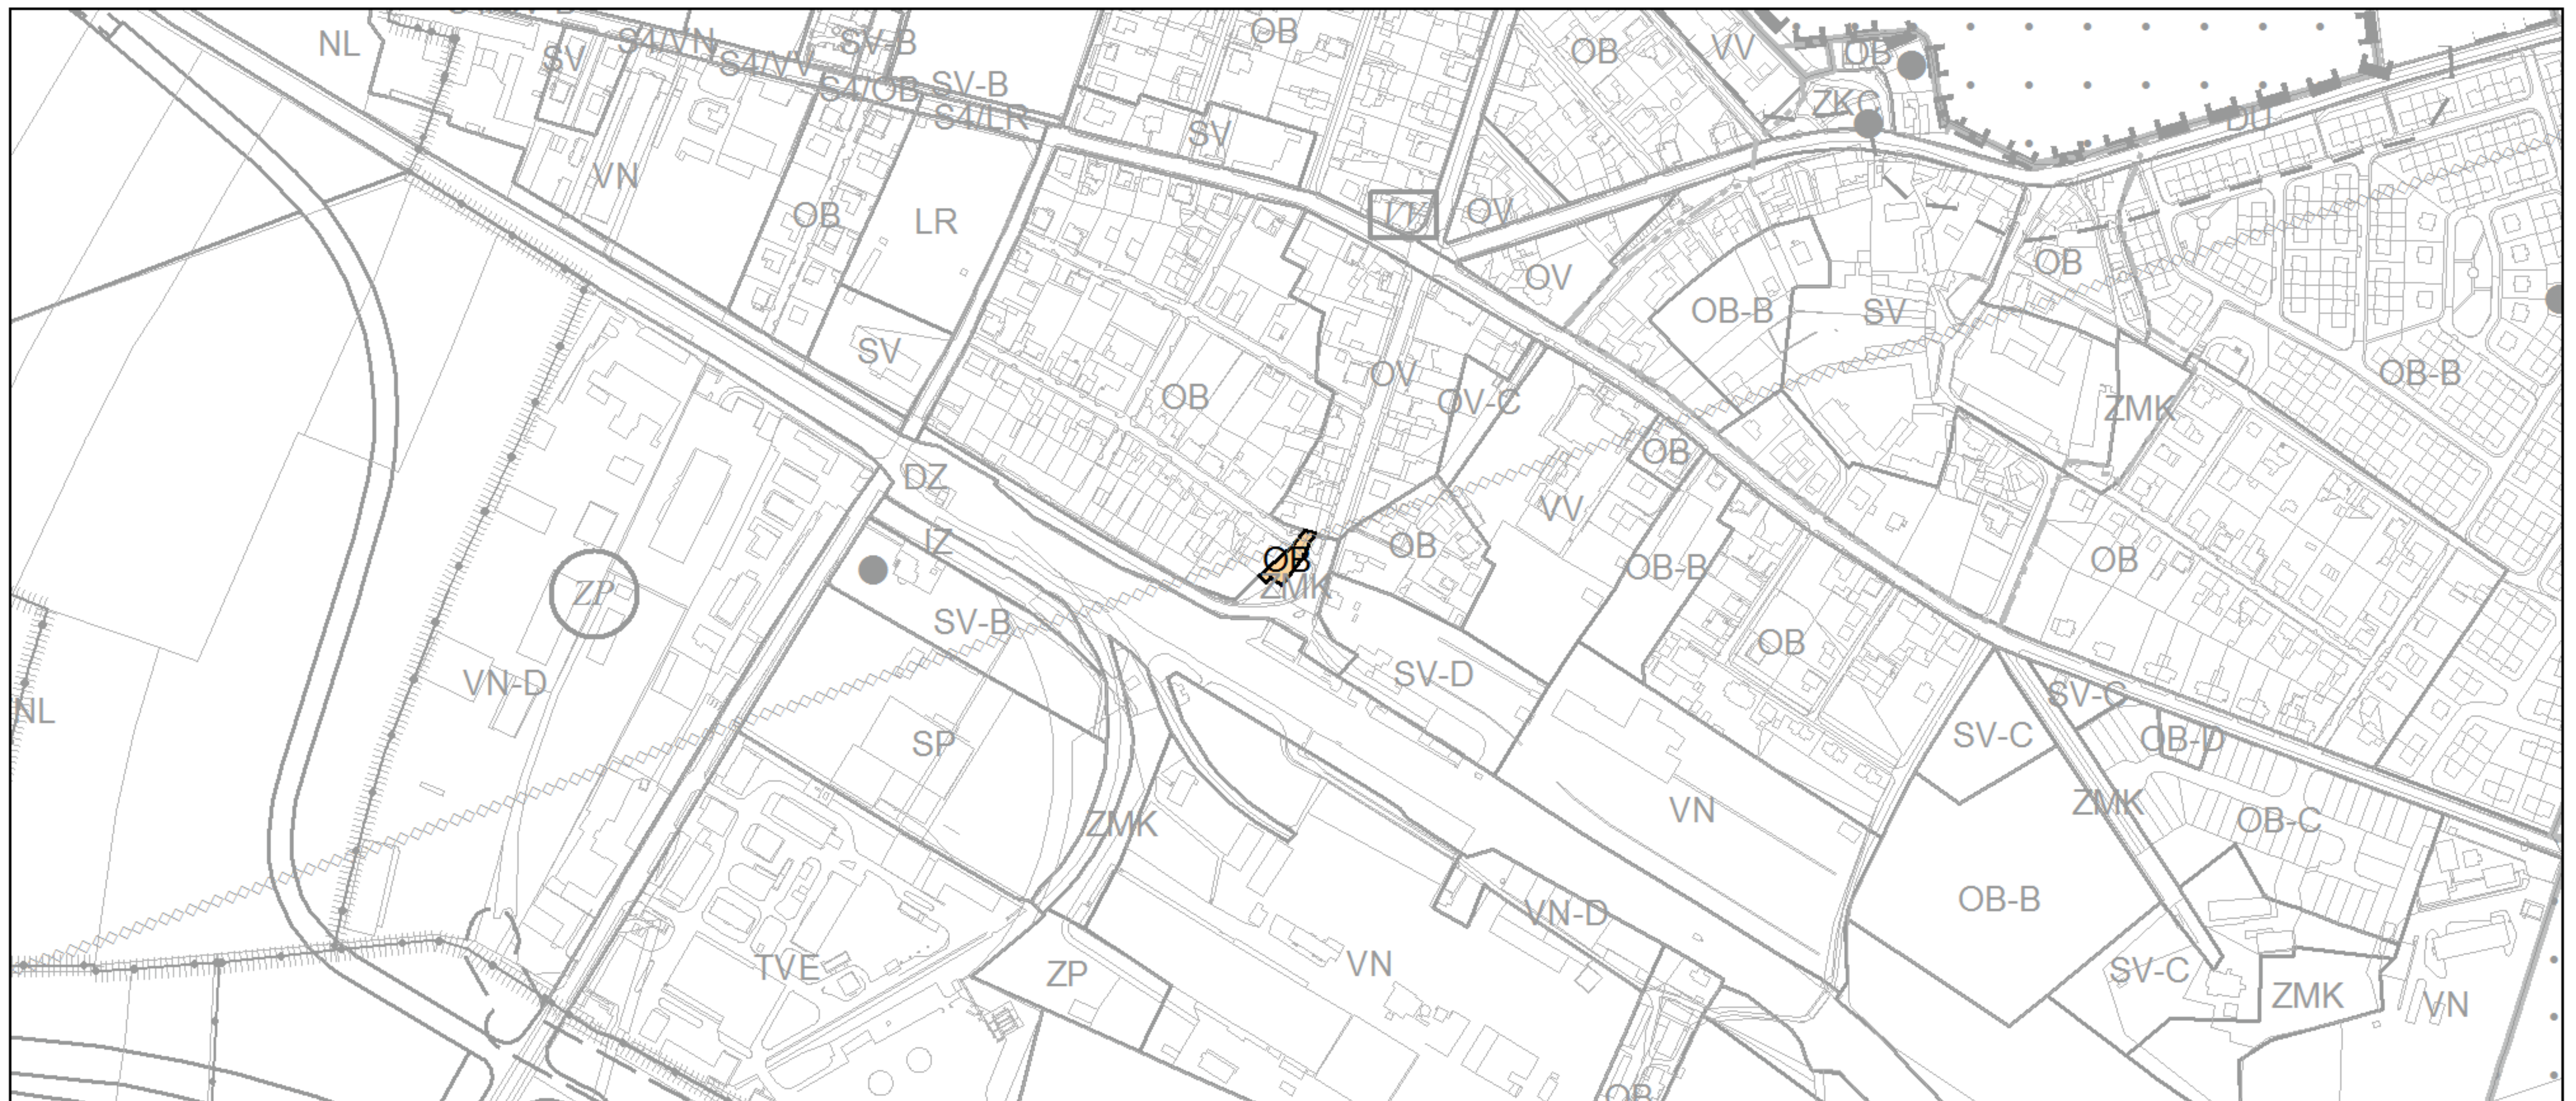 NL
SV
S4/VN
S4/VV
SV-B
S4/OB
SV-B
S4/LR
OB
OB
VV
OB
ZKC
DU
SV
VN
OB
LR
VV
OV
OV
OB
OB-B
SV
SV
OB
OV
OV-C
OB-B
ZMK
OB
DZ
VV
IZ
OB
OB
OB-B
OB
ZMK
ZP
SV-B
OB
VN-D
SV-D
SV-C
NL
SP
SV-C
OB-D
ZMK
VN
ZMK
OB-C
OB-B
VN-D
TVE
ZP
VN
SV-C
ZMK
VN
OB